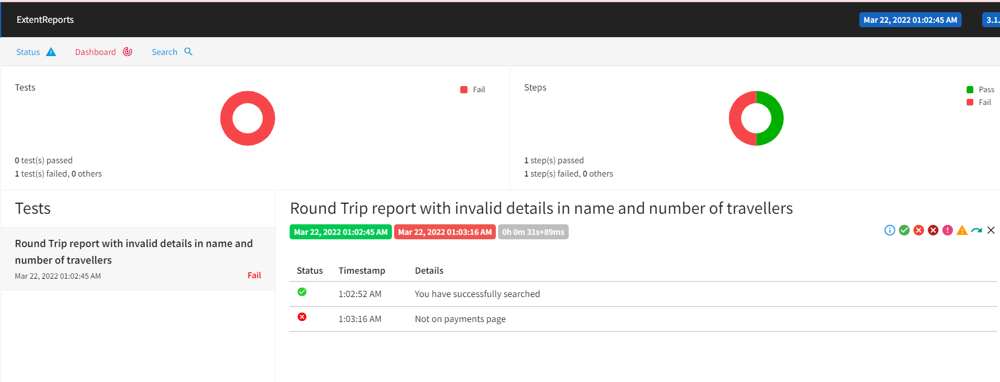 ExtentReports
Mar 22, 2022 01:02:45 AM
3.1.
Status
Dashboard
Search
Tests
Fail
0 test(s) passed
1 test(s) failed, 0 others
Steps
Pass
Fail
1 step(s) passed
1 step(s) failed, 0 others
Tests
Round Trip report with invalid details in name and
number of travellers
Mar 22, 2022 01:02:45 AM
Fail
Round Trip report with invalid details in name and number of travellers
Mar 22, 2022 01:02:45 AM Mar 22, 2022 01:03:16 AM 0h 0m 31s+89ms
Status Timestamp Details
1:02:52 AM You have successfully searched
1:03:16 AM Not on payments page